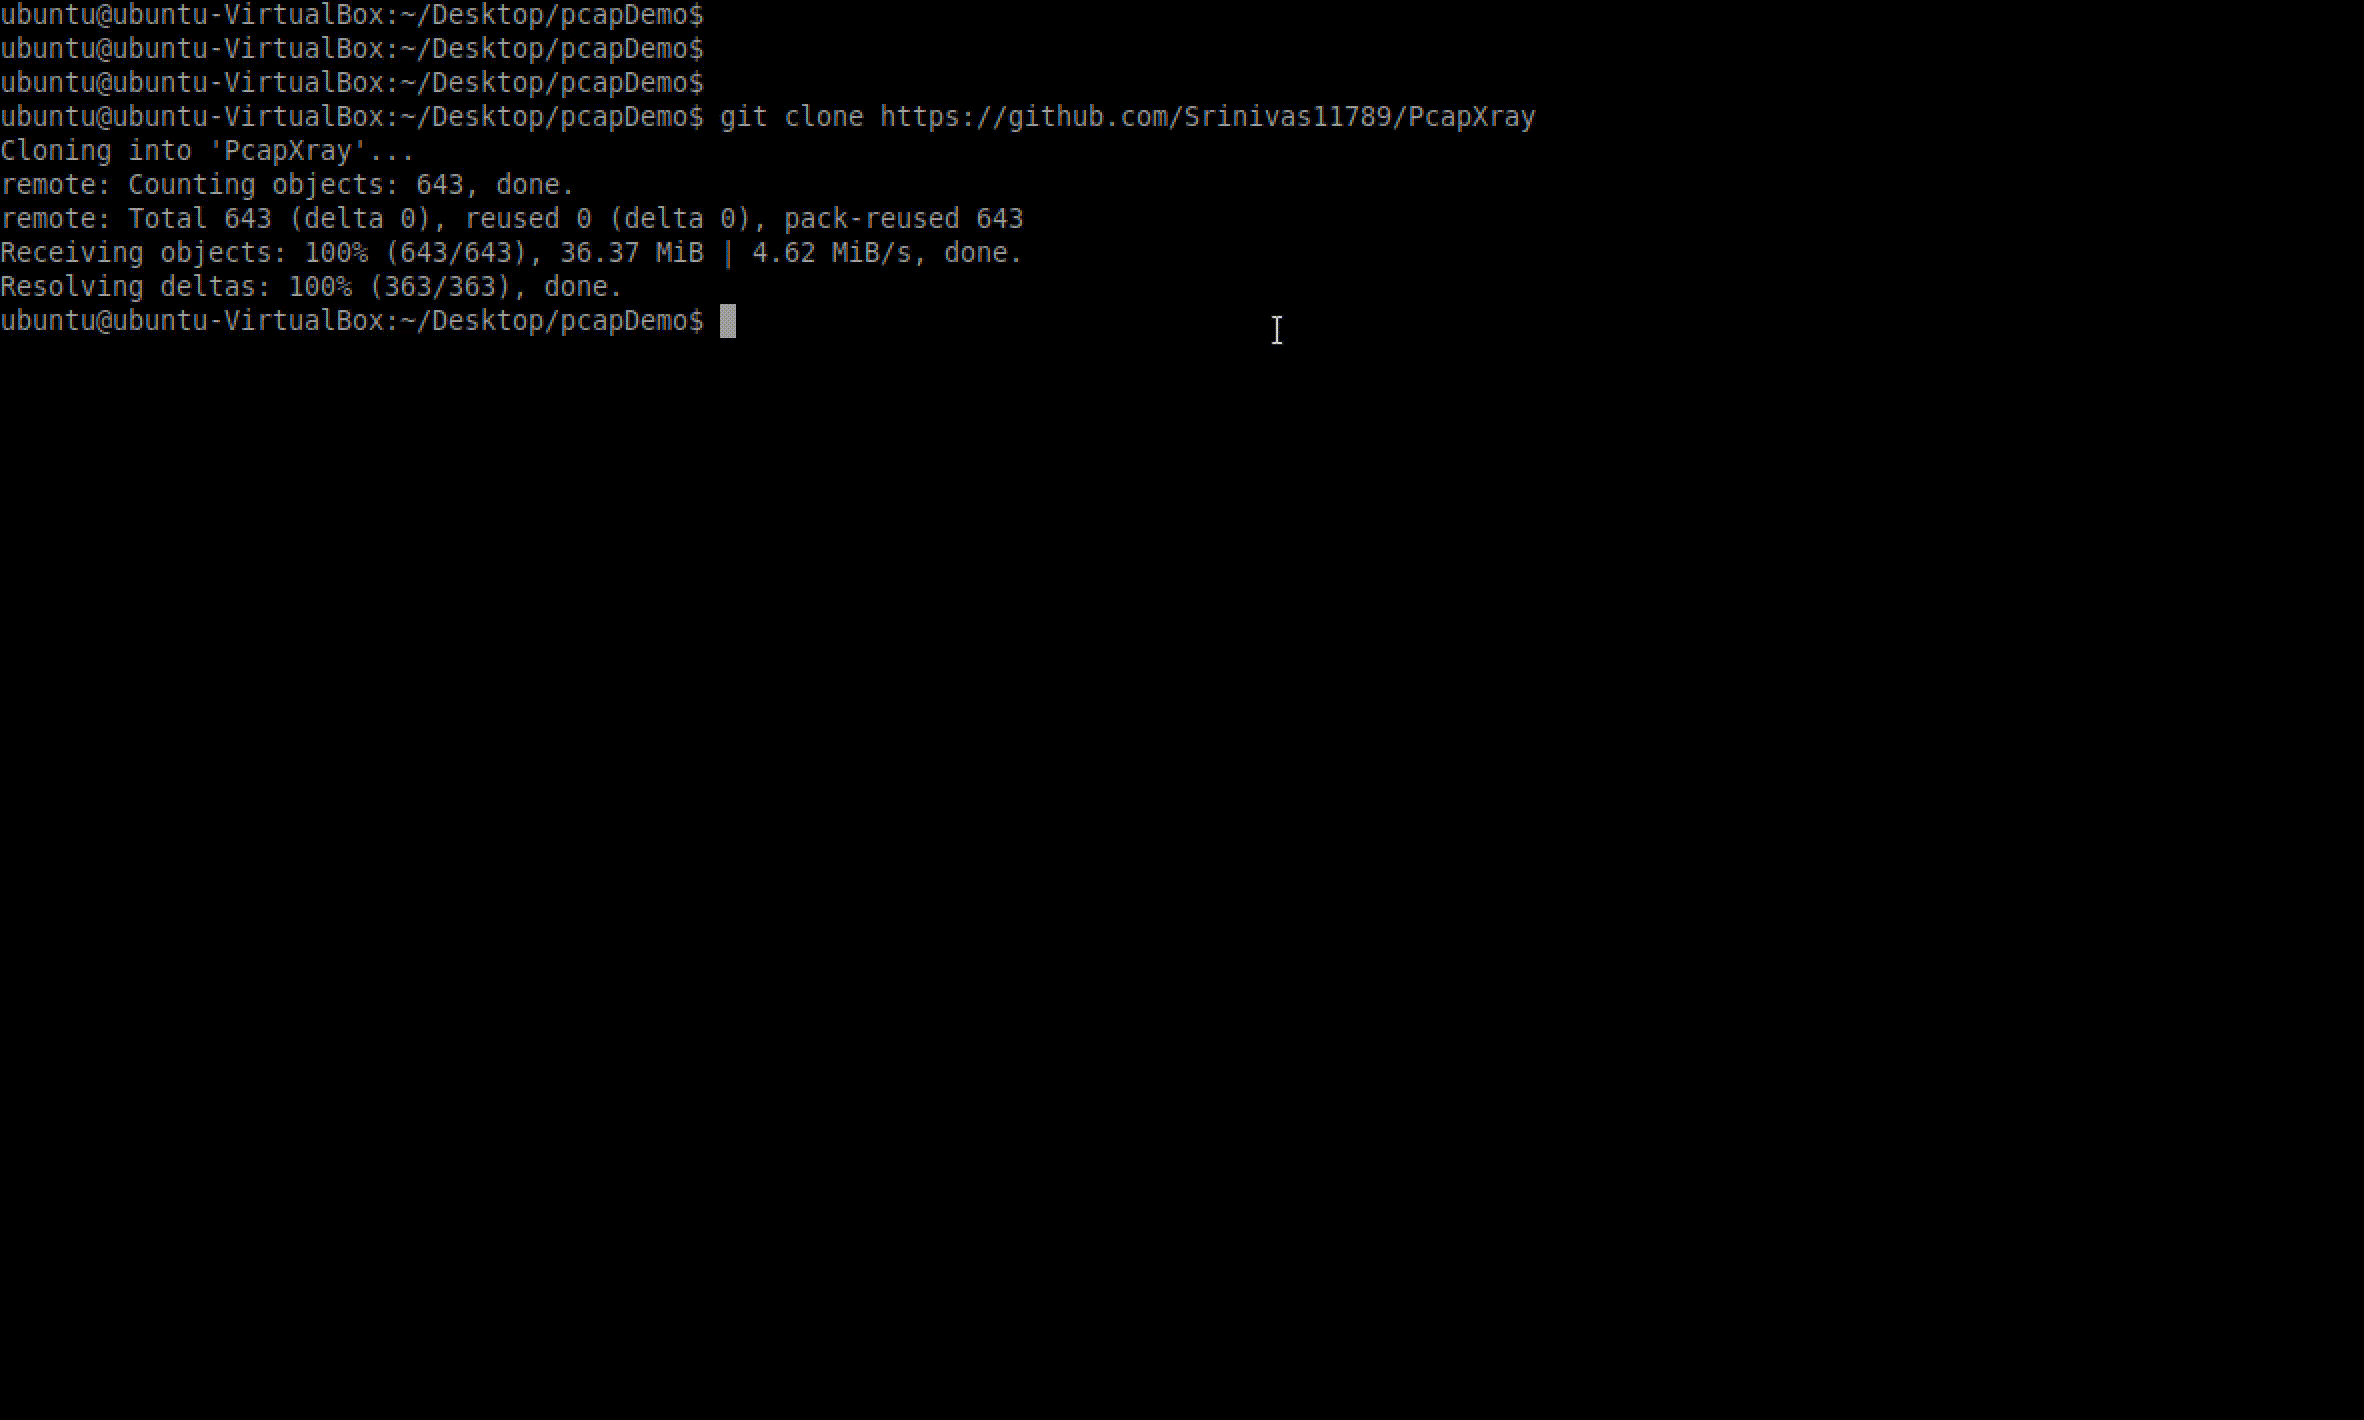 ubuntu@ubuntu-VirtualBox:~/Desktop/pcapDemo$
ubuntu@ubuntu-VirtualBox:~/Desktop/pcapDemo$
ubuntu@ubuntu-VirtualBox:~/Desktop/pcapDemo$
ubuntu@ubuntu-VirtualBox:~/Desktop/pcapDemo$ git clone https://github.com/Srinivas11789/PcapXray
Cloning into 'PcapXray'...
remote: Counting objects: 643, done.
remote: Total 643 (delta 0), reused 0 (delta 0), pack-reused 643
Receiving objects: 100% (643/643), 36.37 MiB | 4.62 MiB/s, done.
Resolving deltas: 100% (363/363), done.
ubuntu@ubuntu-VirtualBox:~/Desktop/pcapDemo$